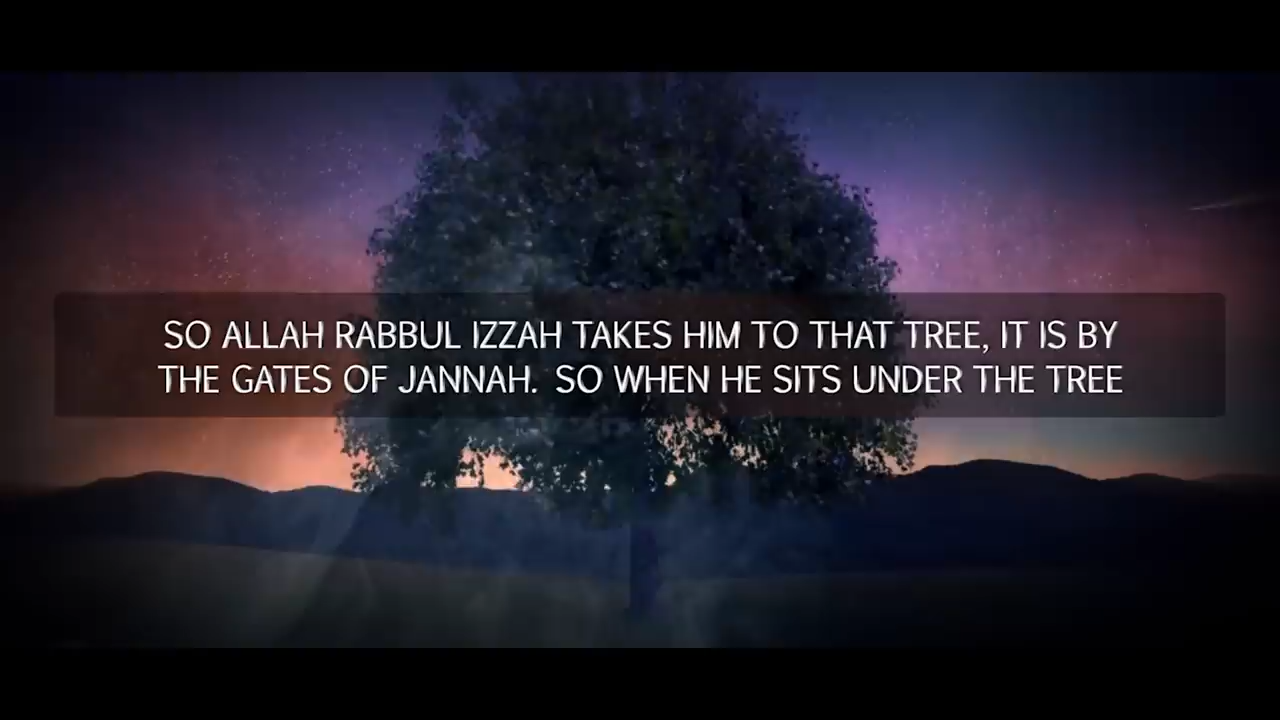 SO ALLAH RABBUL IZZAH TAKES HIM TO THAT TREE, IT IS BY
THE GATES OF JANNAH. SO WHEN HE SITS UNDER THE TREE